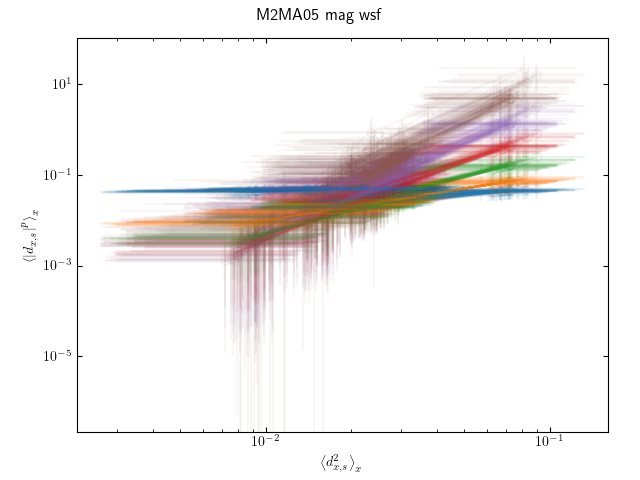 M2MA05 mag wsf
10^1
10^{-1}
10^{-3}
10^{-5}
⟨|d_{x,s}|^p⟩_x
10^{-2}
10^{-1}
⟨d^2_{x,s}⟩_x